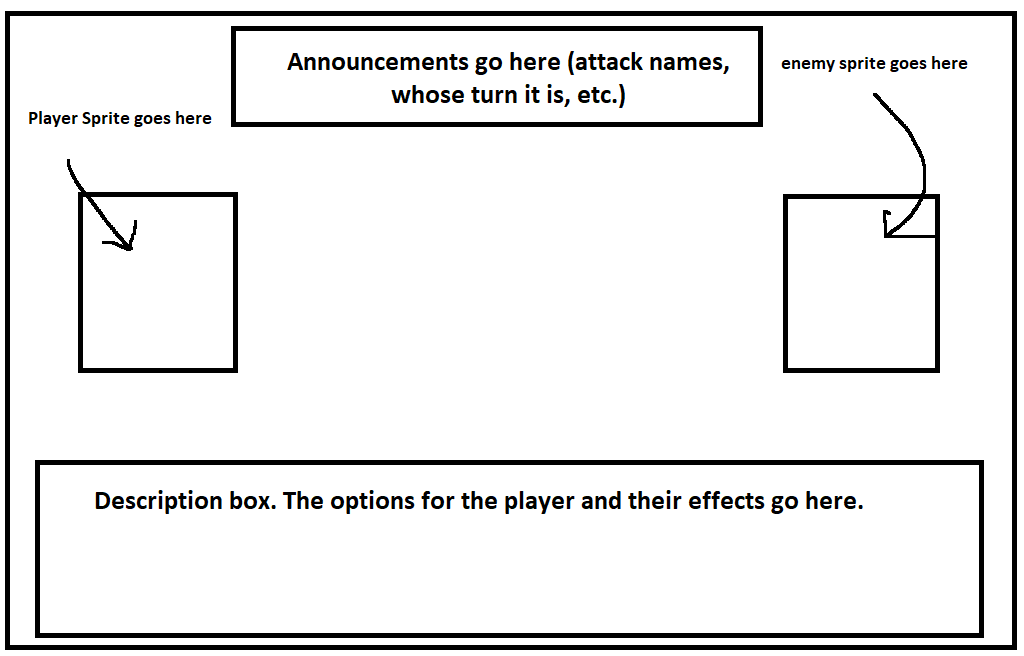 Announcements go here (attack names,
whose turn it is, etc.)
enemy sprite goes here
Player Sprite goes here
Description box. The options for the player and their effects go here.